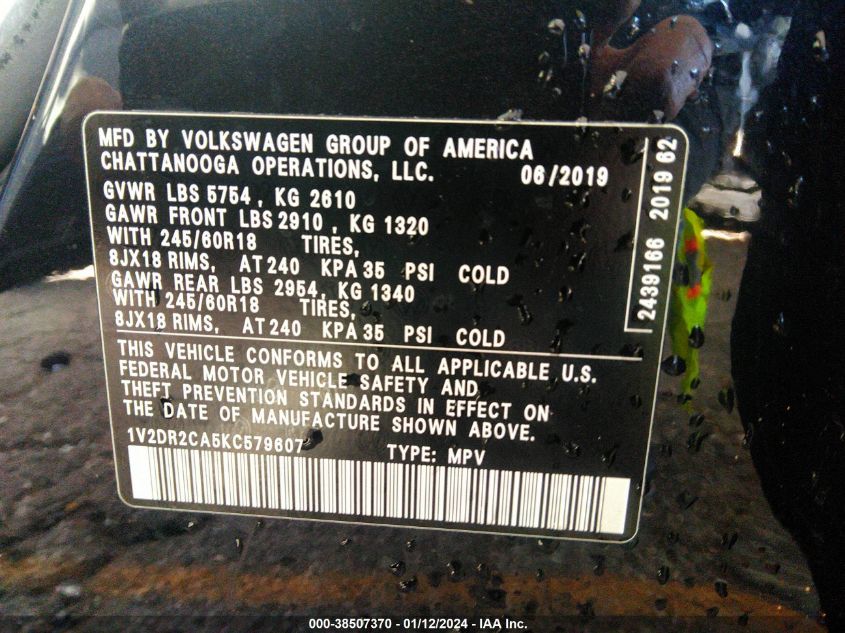 MFD BY VOLKSWAGEN GROUP OF AMERICA
CHATTANOOGA OPERATIONS, LLC. 06/2019
GVWR LBS 5754, KG 2610
GAWR FRONT LBS 2910, KG 1320
WITH 245/60R18 TIRES,
8JX18 RIMS, AT 240 KPA 35 PSI COLD
GAWR REAR LBS 2954, KG 1340
WITH 245/60R18 TIRES,
8JX18 RIMS, AT 240 KPA 35 PSI COLD
2439166 2019 62
THIS VEHICLE CONFORMS TO ALL APPLICABLE U.S.
FEDERAL MOTOR VEHICLE SAFETY AND
THEFT PREVENTION STANDARDS IN EFFECT ON
THE DATE OF MANUFACTURE SHOWN ABOVE.
1V2DR2CA5KC579607 TYPE: MPV
000-38507370 — 01/12/2024 — IAA Inc.